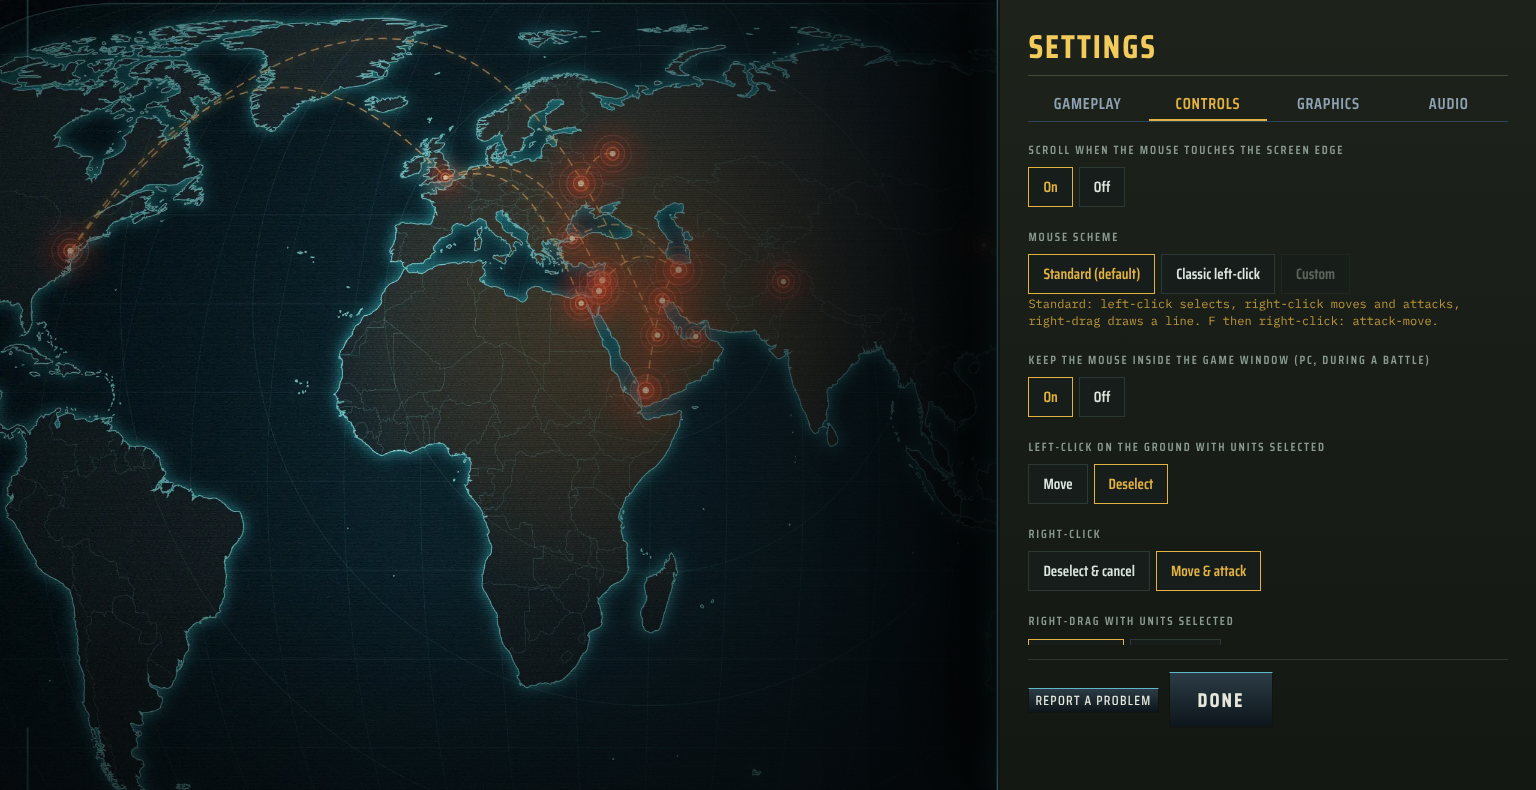 SETTINGS
GAMEPLAY CONTROLS GRAPHICS AUDIO
SCROLL WHEN THE MOUSE TOUCHES THE SCREEN EDGE
On Off
MOUSE SCHEME
Standard (default) Classic left-click Custom
Standard: left-click selects, right-click moves and attacks,
right-drag draws a line. F then right-click: attack-move.
KEEP THE MOUSE INSIDE THE GAME WINDOW (PC, DURING A BATTLE)
On Off
LEFT-CLICK ON THE GROUND WITH UNITS SELECTED
Move Deselect
RIGHT-CLICK
Deselect & cancel Move & attack
RIGHT-DRAG WITH UNITS SELECTED
REPORT A PROBLEM DONE